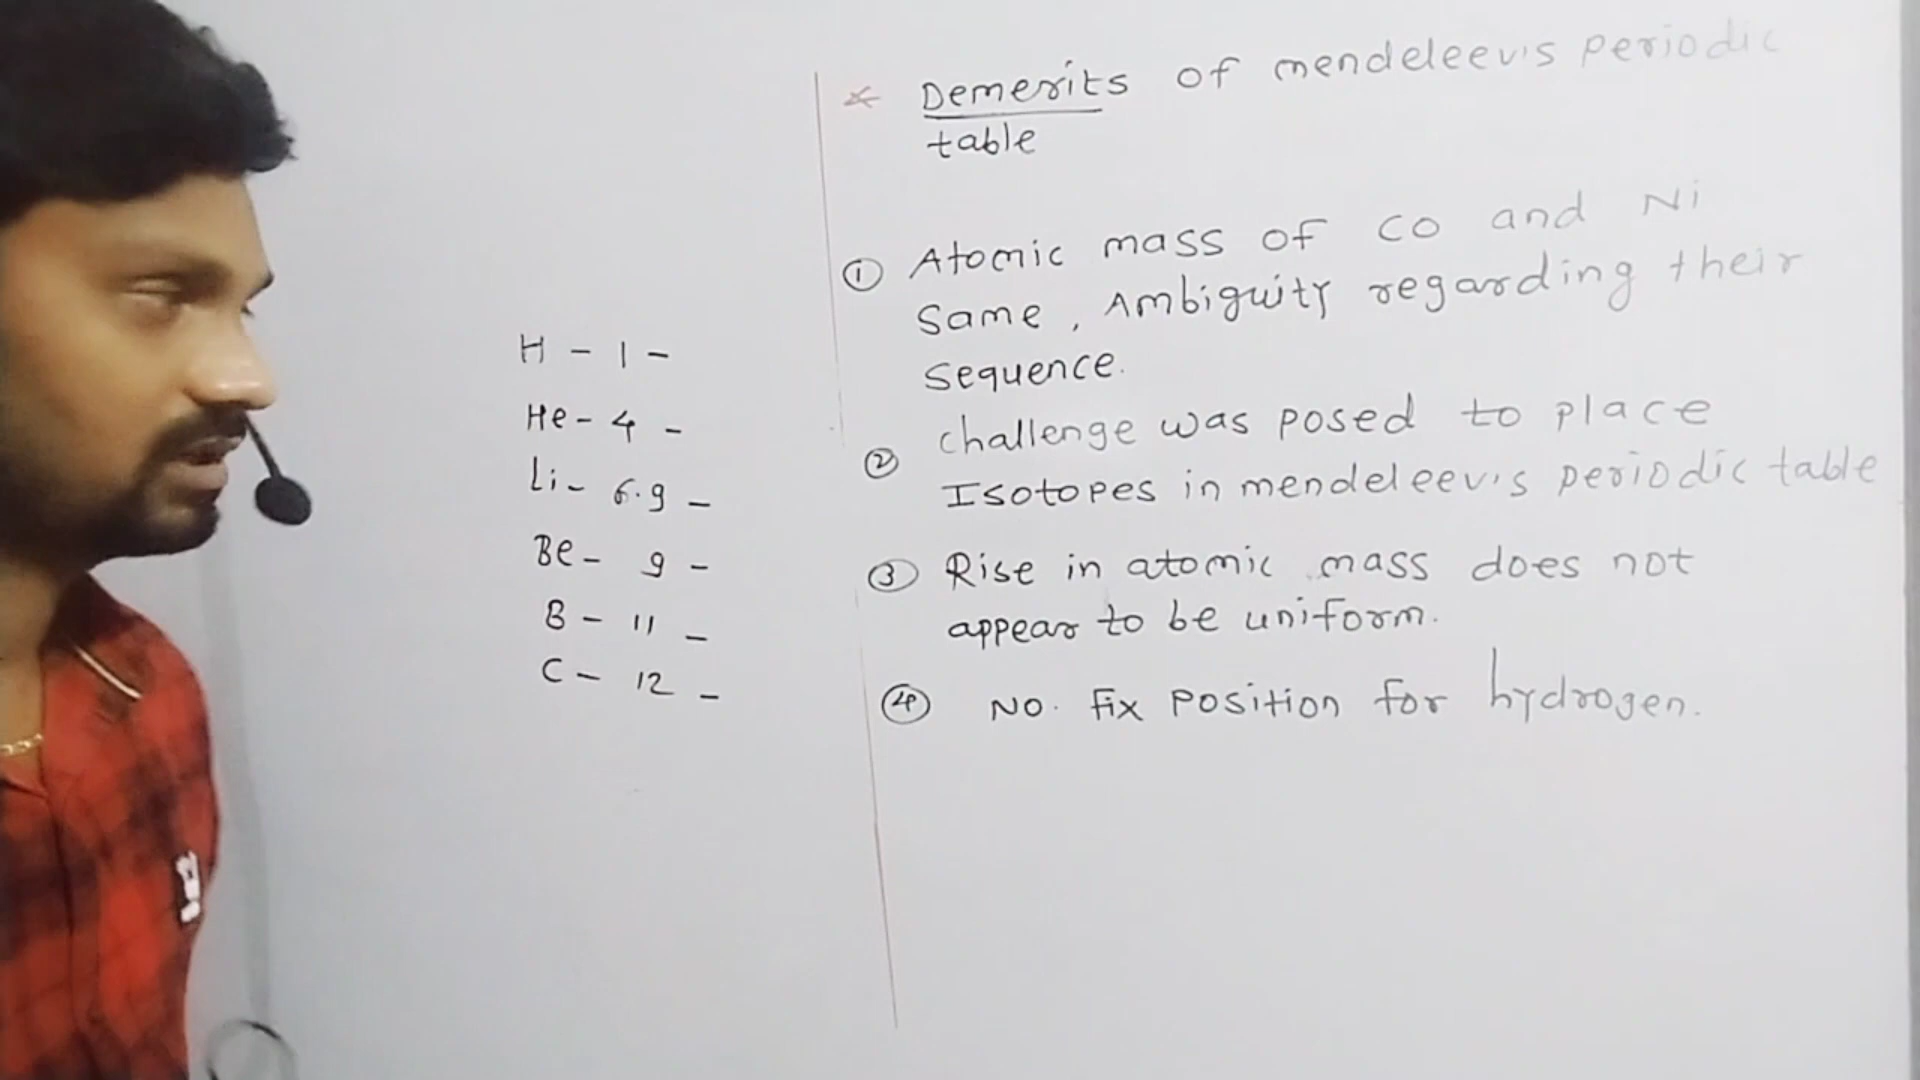 H - 1 -
He - 4 -
Li - 6.9 -
Be - 9 -
B - 11 -
C - 12 -
* Demerits of mendeleev's periodic
table
① Atomic mass of CO and Ni
Same, Ambiguity regarding their
Sequence.
② challenge was posed to place
Isotopes in mendeleev's periodic table
③ Rise in atomic mass does not
appear to be uniform.
④ NO. Fix Position for hydrogen.